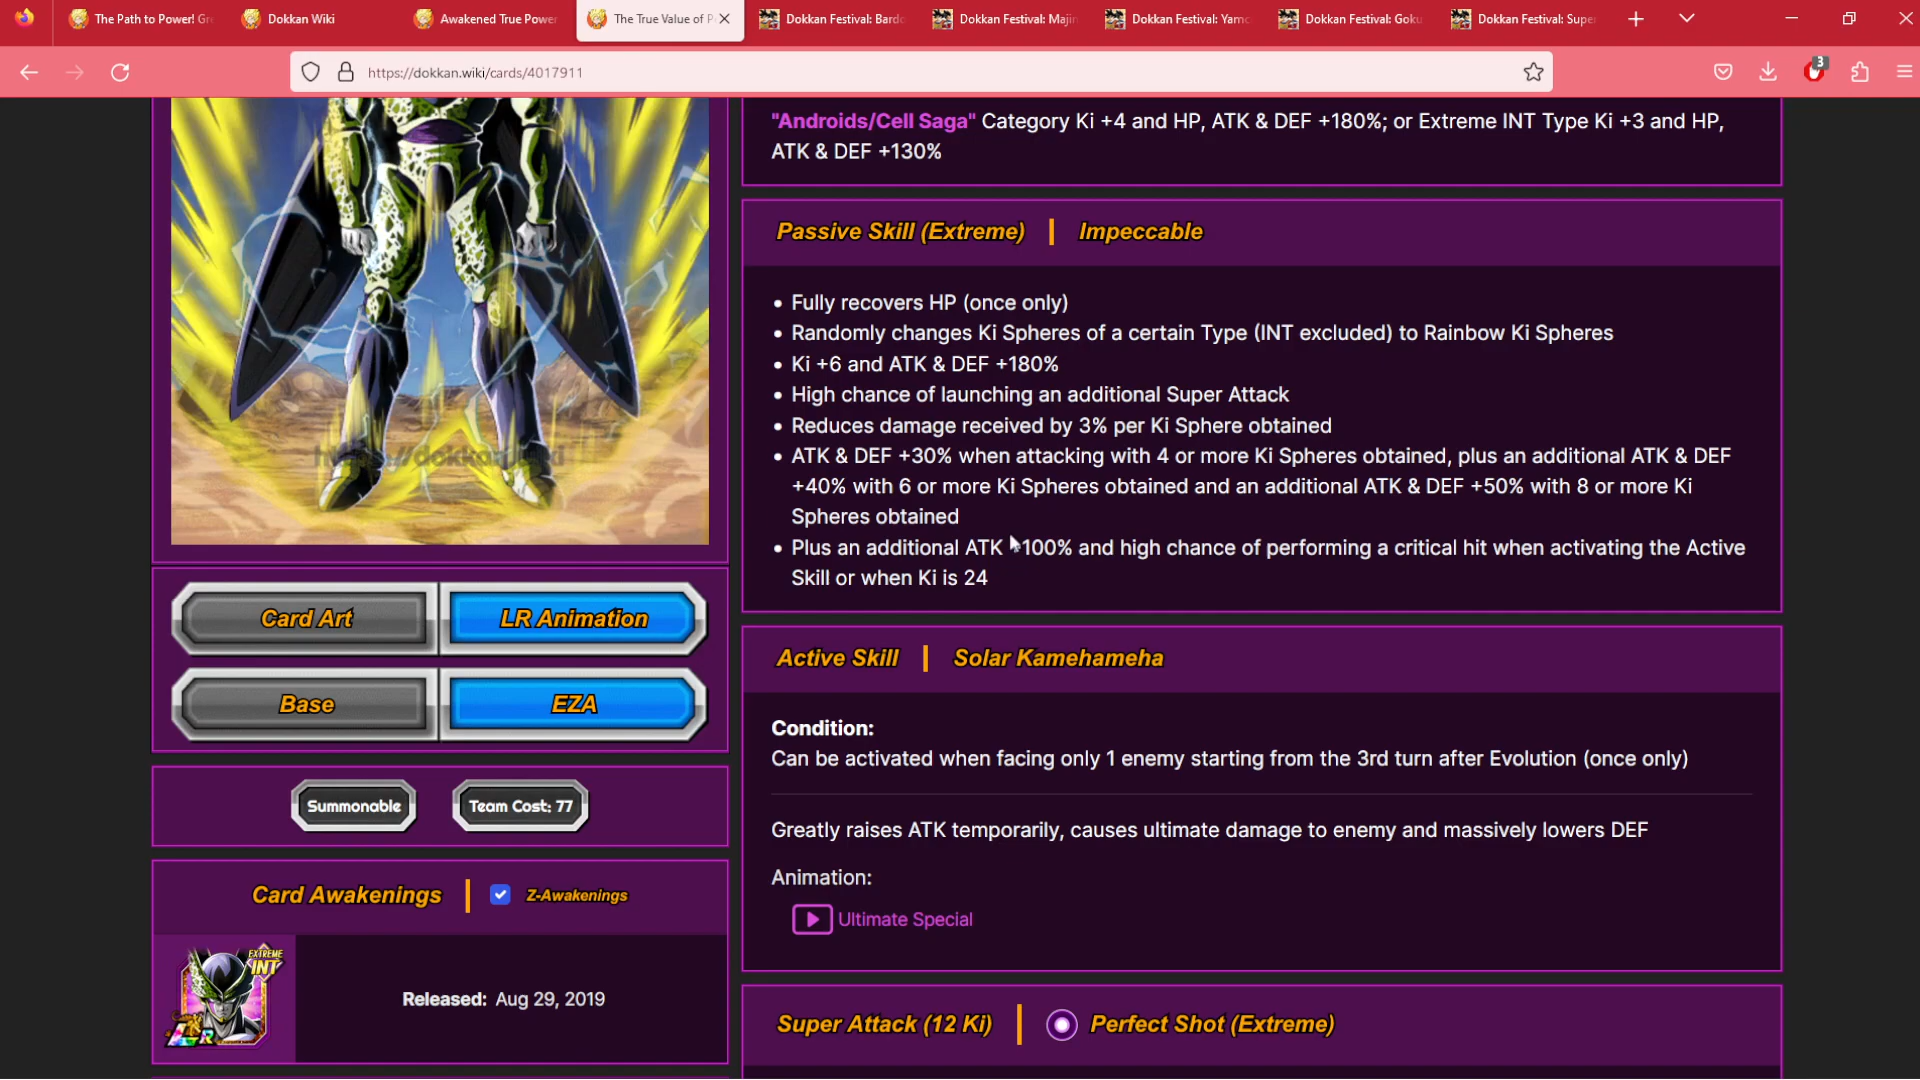 The Path to Power! Gre
Dokkan Wiki
Awakened True Power
The True Value of P
Dokkan Festival: Bardo
Dokkan Festival: Majin
Dokkan Festival: Yamc
Dokkan Festival: Goku
Dokkan Festival: Supe
https://dokkan.wiki/cards/4017911
3
"Androids/Cell Saga" Category Ki +4 and HP, ATK & DEF +180%; or Extreme INT Type Ki +3 and HP,
ATK & DEF +130%
Passive Skill (Extreme) | Impeccable
• Fully recovers HP (once only)
• Randomly changes Ki Spheres of a certain Type (INT excluded) to Rainbow Ki Spheres
• Ki +6 and ATK & DEF +180%
• High chance of launching an additional Super Attack
• Reduces damage received by 3% per Ki Sphere obtained
• ATK & DEF +30% when attacking with 4 or more Ki Spheres obtained, plus an additional ATK & DEF
+40% with 6 or more Ki Spheres obtained and an additional ATK & DEF +50% with 8 or more Ki
Spheres obtained
• Plus an additional ATK +100% and high chance of performing a critical hit when activating the Active
Skill or when Ki is 24
https://dokkan.wiki
Card Art
LR Animation
Base
EZA
Summonable
Team Cost: 77
Card Awakenings | Z-Awakenings
EXTREME
INT
LR
Released: Aug 29, 2019
Active Skill | Solar Kamehameha
Condition:
Can be activated when facing only 1 enemy starting from the 3rd turn after Evolution (once only)
Greatly raises ATK temporarily, causes ultimate damage to enemy and massively lowers DEF
Animation:
Ultimate Special
Super Attack (12 Ki) | Perfect Shot (Extreme)